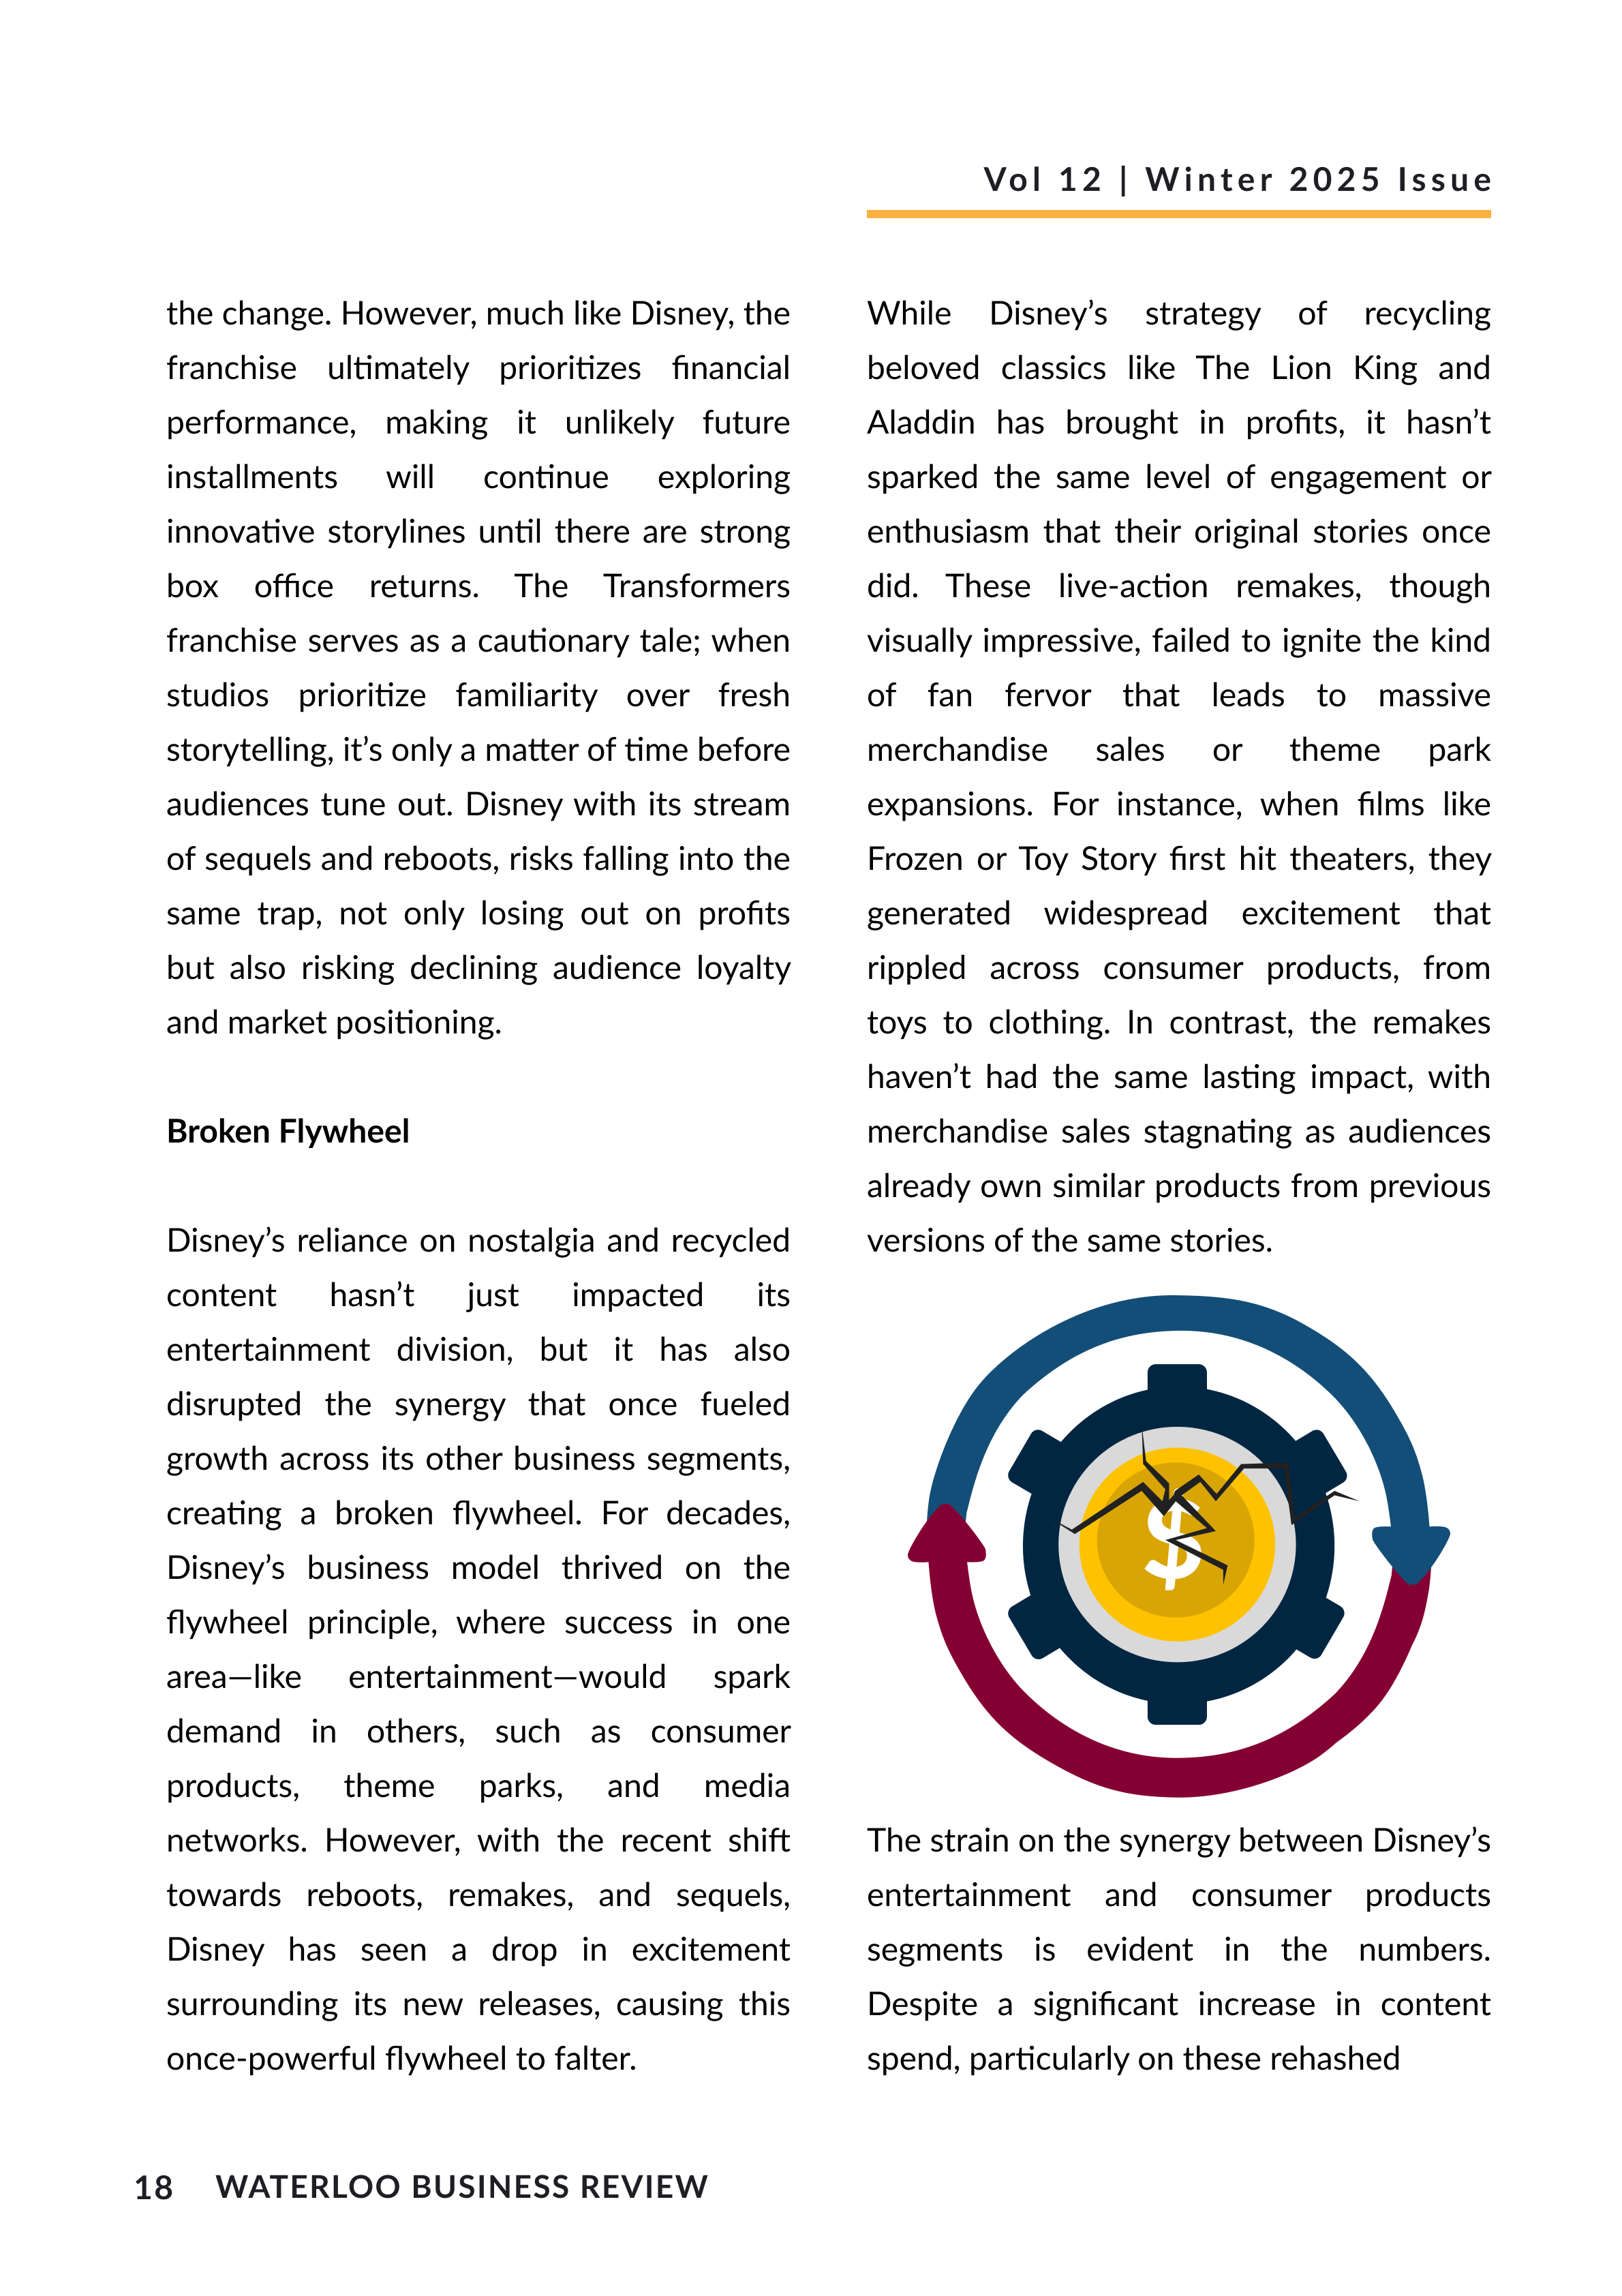 Vol 12 | Winter 2025 Issue
the change. However, much like Disney, the
franchise ultimately prioritizes financial
performance, making it unlikely future
installments will continue exploring
innovative storylines until there are strong
box office returns. The Transformers
franchise serves as a cautionary tale; when
studios prioritize familiarity over fresh
storytelling, it’s only a matter of time before
audiences tune out. Disney with its stream
of sequels and reboots, risks falling into the
same trap, not only losing out on profits
but also risking declining audience loyalty
and market positioning.
Broken Flywheel
Disney’s reliance on nostalgia and recycled
content hasn’t just impacted its
entertainment division, but it has also
disrupted the synergy that once fueled
growth across its other business segments,
creating a broken flywheel. For decades,
Disney’s business model thrived on the
flywheel principle, where success in one
area—like entertainment—would spark
demand in others, such as consumer
products, theme parks, and media
networks. However, with the recent shift
towards reboots, remakes, and sequels,
Disney has seen a drop in excitement
surrounding its new releases, causing this
once-powerful flywheel to falter.
While Disney’s strategy of recycling
beloved classics like The Lion King and
Aladdin has brought in profits, it hasn’t
sparked the same level of engagement or
enthusiasm that their original stories once
did. These live-action remakes, though
visually impressive, failed to ignite the kind
of fan fervor that leads to massive
merchandise sales or theme park
expansions. For instance, when films like
Frozen or Toy Story first hit theaters, they
generated widespread excitement that
rippled across consumer products, from
toys to clothing. In contrast, the remakes
haven’t had the same lasting impact, with
merchandise sales stagnating as audiences
already own similar products from previous
versions of the same stories.
$
The strain on the synergy between Disney’s
entertainment and consumer products
segments is evident in the numbers.
Despite a significant increase in content
spend, particularly on these rehashed
18 WATERLOO BUSINESS REVIEW